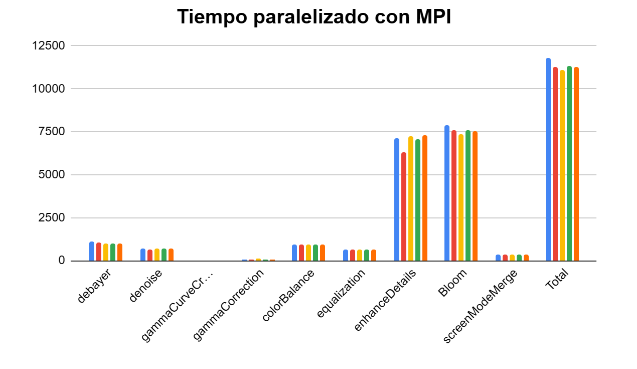 Tiempo paralelizado con MPI
12500
10000
7500
5000
2500
0
debayer
denoise
gammaCurveCr...
gammaCorrection
colorBalance
equalization
enhanceDetails
Bloom
screenModeMerge
Total